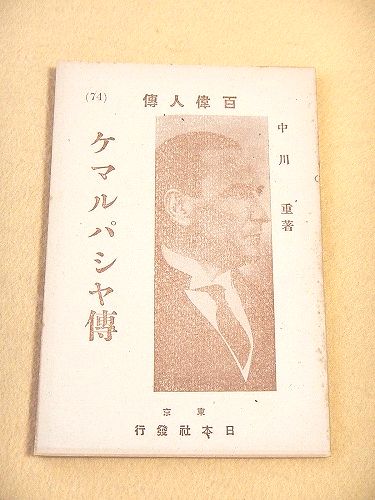 百偉人傳
(74)
中川 重著
ケマルパシヤ傳
東京
日本社發行